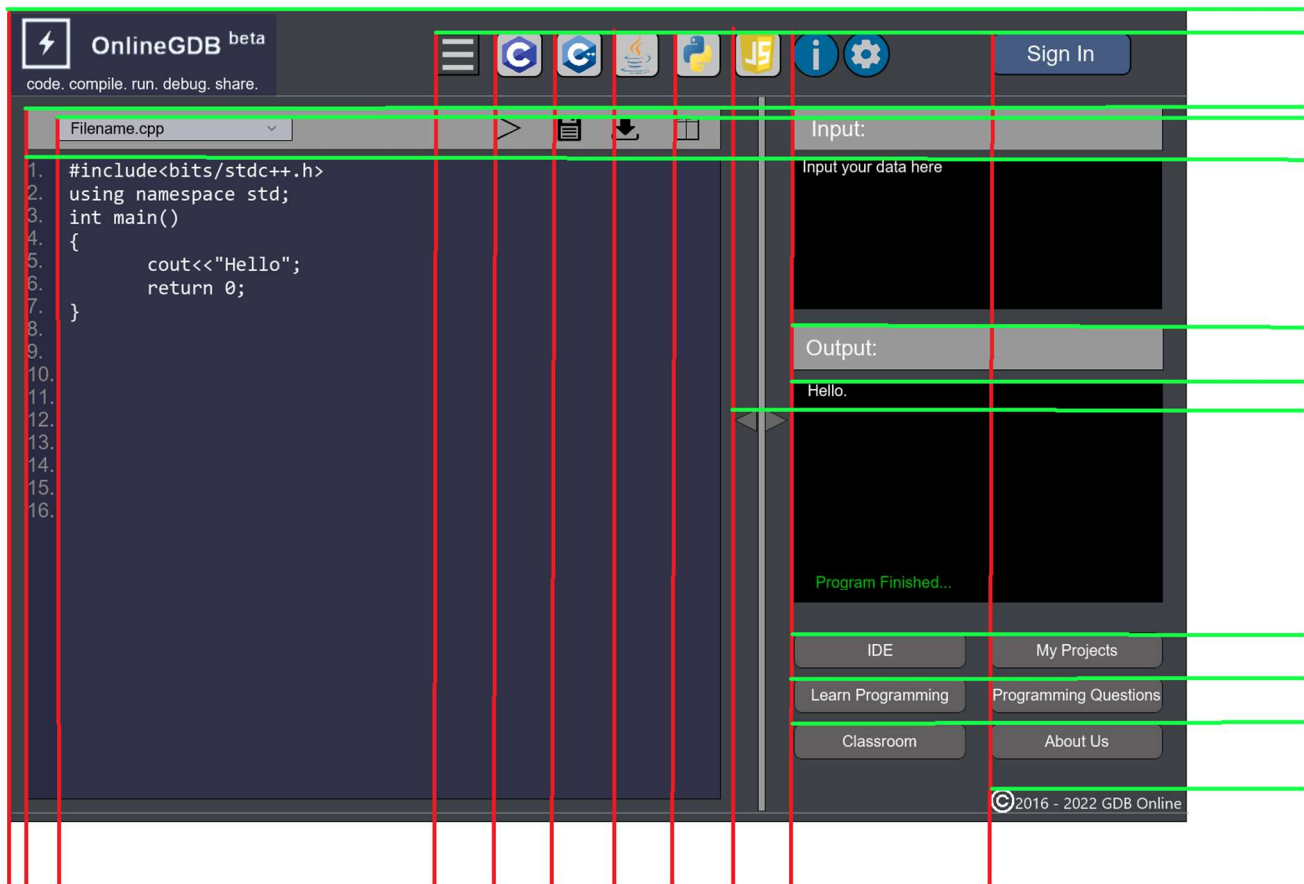 OnlineGDB beta
code. compile. run. debug. share.
C
C++
JS
i
Sign In
Filename.cpp
1. #include<bits/stdc++.h>
2. using namespace std;
3. int main()
4. {
5. cout<<"Hello";
6. return 0;
7. }
8.
9.
10.
11.
12.
13.
14.
15.
16.
Input:
Input your data here
Output:
Hello.
Program Finished...
IDE
My Projects
Learn Programming
Programming Questions
Classroom
About Us
©2016 - 2022 GDB Online